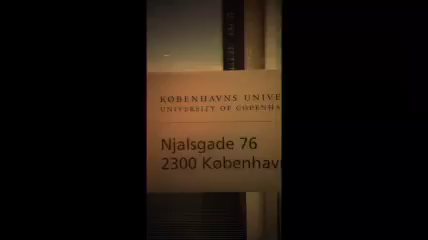 KØBENHAVNS UNIVE
UNIVERSITY OF COPENHA
Njalsgade 76
2300 Københav